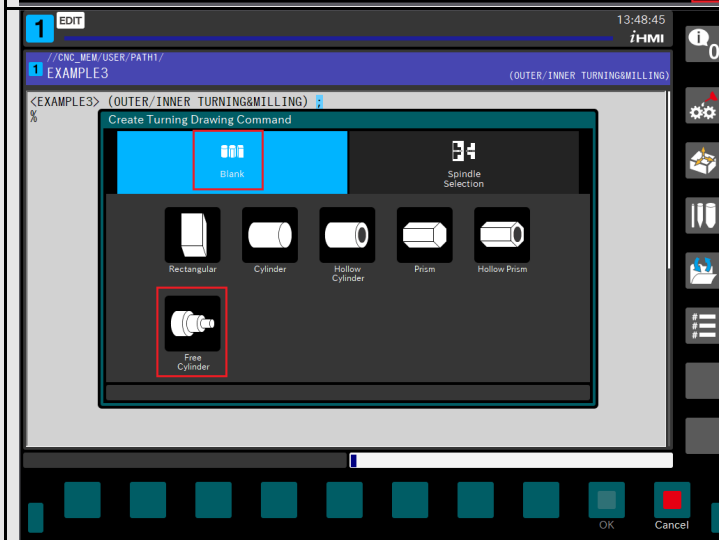 1
EDIT
13:48:45
iHMI
//CNC_MEM/USER/PATH1/
1
EXAMPLE3
(OUTER/INNER TURNING&MILLING)
<EXAMPLE3> (OUTER/INNER TURNING&MILLING) ;
%
Create Turning Drawing Command
Blank
Spindle
Selection
Rectangular
Cylinder
Hollow
Cylinder
Prism
Hollow Prism
Free
Cylinder
i
0
#
#
#
OK
Cancel